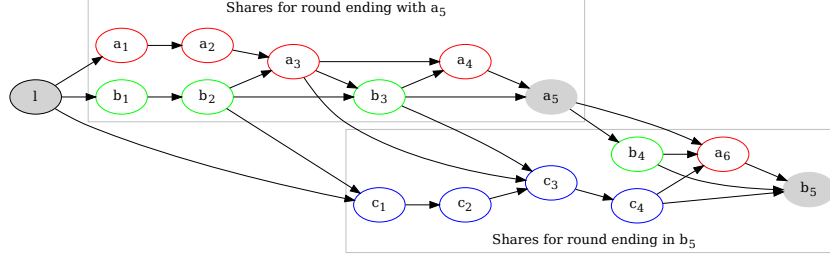 Shares for round ending with a₅
a₁ a₂ a₃ a₄
l b₁ b₂ b₃ a₅
b₄ a₆
c₃ b₅
c₁ c₂ c₄
Shares for round ending in b₅